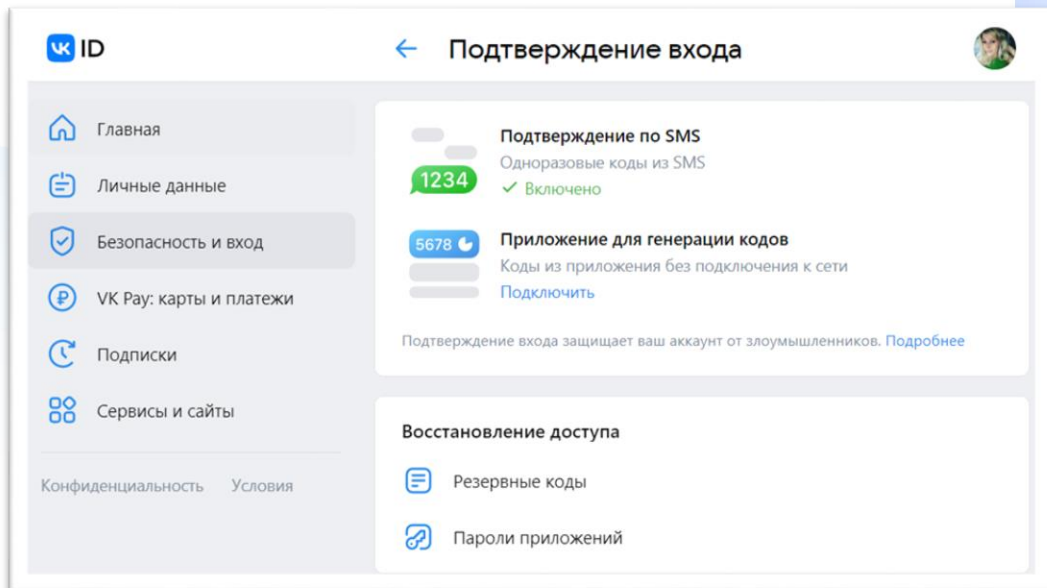 VK ID
Подтверждение входа
Главная
Личные данные
Безопасность и вход
VK Pay: карты и платежи
Подписки
Сервисы и сайты
Конфиденциальность Условия
Подтверждение по SMS
1234
Одноразовые коды из SMS
Включено
5678
Приложение для генерации кодов
Коды из приложения без подключения к сети
Подключить
Подтверждение входа защищает ваш аккаунт от злоумышленников. Подробнее
Восстановление доступа
Резервные коды
Пароли приложений